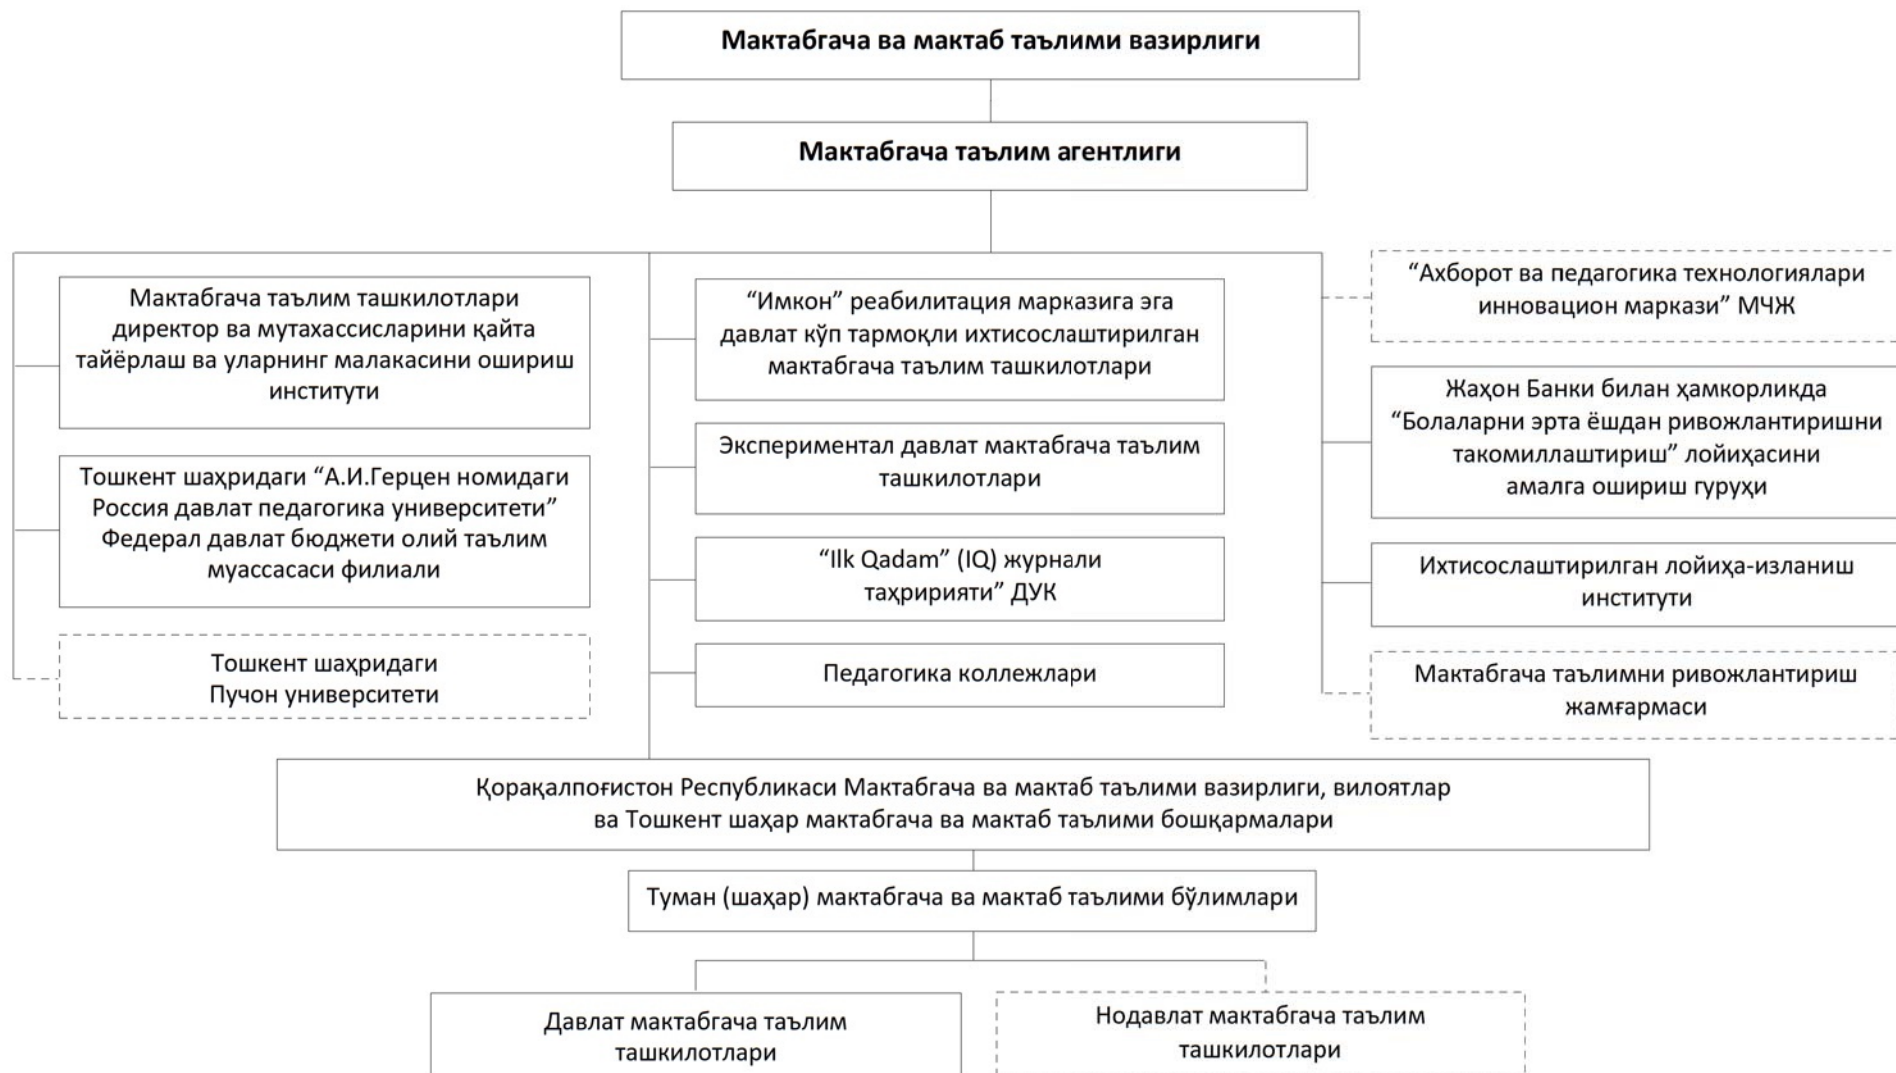 Мактабгача ва мактаб таълими вазирлиги
Мактабгача таълим агентлиги
Мактабгача таълим ташкилотлари
директор ва мутахассисларини қайта
тайёрлаш ва уларнинг малакасини ошириш
институти
Тошкент шаҳридаги “А.И.Герцен номидаги
Россия давлат педагогика университети”
Федерал давлат бюджети олий таълим
муассасаси филиали
Тошкент шаҳридаги
Пучон университети
“Имкон” реабилитация марказига эга
давлат кўп тармоқли ихтисослаштирилган
мактабгача таълим ташкилотлари
Экспериментал давлат мактабгача таълим
ташкилотлари
“Ilk Qadam” (IQ) журнали
таҳририяти” ДУК
Педагогика коллежлари
“Ахборот ва педагогика технологиялари
инновацион маркази” МЧЖ
Жаҳон Банки билан ҳамкорликда
“Болаларни эрта ёшдан ривожлантиришни
такомиллаштириш” лойиҳасини
амалга ошириш гуруҳи
Ихтисослаштирилган лойиҳа-изланиш
институти
Мактабгача таълимни ривожлантириш
жамғармаси
Қорақалпоғистон Республикаси Мактабгача ва мактаб таълими вазирлиги, вилоятлар
ва Тошкент шаҳар мактабгача ва мактаб таълими бошқармалари
Туман (шаҳар) мактабгача ва мактаб таълими бўлимлари
Давлат мактабгача таълим
ташкилотлари
Нодавлат мактабгача таълим
ташкилотлари